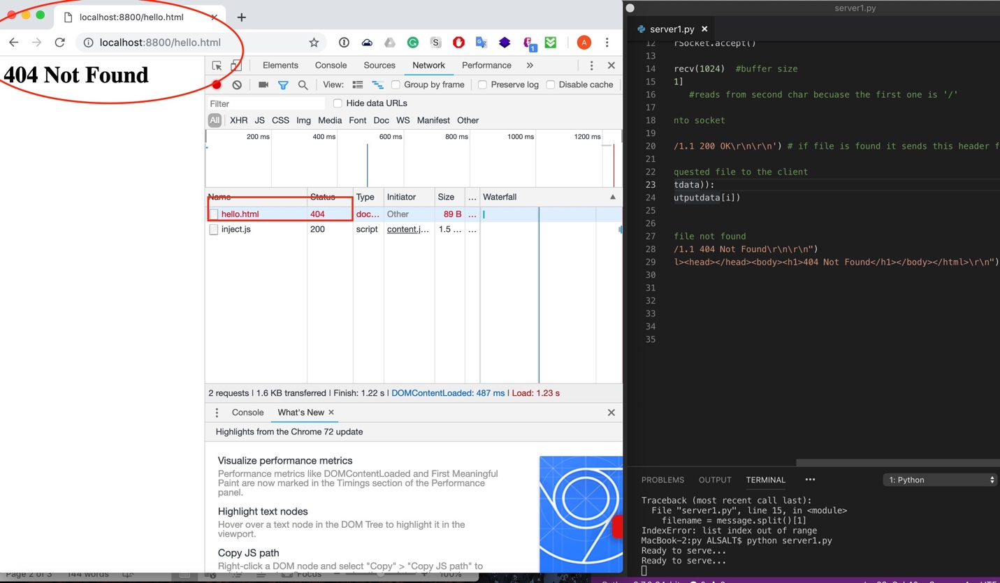 localhost:8800/hello.html
localhost:8800/hello.html
404 Not Found
Elements Console Sources Network Performance
View: Group by frame Preserve log Disable cache
Filter Hide data URLs
All XHR JS CSS Img Media Font Doc WS Manifest Other
200 ms 400 ms 600 ms 800 ms 1000 ms 1200 ms
Name Status Type Initiator Size ... Waterfall
hello.html 404 doc... Other 89 B ...
inject.js 200 script content.j... 1.5 ... ...
2 requests | 1.6 KB transferred | Finish: 1.22 s | DOMContentLoaded: 487 ms | Load: 1.23 s
Console What's New
Highlights from the Chrome 72 update
Visualize performance metrics
Performance metrics like DOMContentLoaded and First Meaningful
Paint are now marked in the Timings section of the Performance
panel.
Highlight text nodes
Hover over a text node in the DOM Tree to highlight it in the
viewport.
Copy JS path
Right-click a DOM node and select "Copy" > "Copy JS path" to
Page 2 of 3 144 words Focus 100%
server1.py
server1.py
12 rSocket.accept()
13
14 recv(1024)  #buffer size
15 1]
16 #reads from second char becuase the first one is '/'
17
18 nto socket
19
20 /1.1 200 OK\r\n\r\n') # if file is found it sends this header f
21
22 quested file to the client
23 tdata)):
24 utputdata[i])
25
26
27 file not found
28 /1.1 404 Not Found\r\n\r\n")
29 l><head></head><body><h1>404 Not Found</h1></body></html>\r\n")
30
31
32
33
34
35
PROBLEMS OUTPUT TERMINAL ••• 1: Python
Traceback (most recent call last):
File "server1.py", line 15, in <module>
filename = message.split()[1]
IndexError: list index out of range
MacBook-2:py ALSALT$ python server1.py
Ready to serve...
Ready to serve...